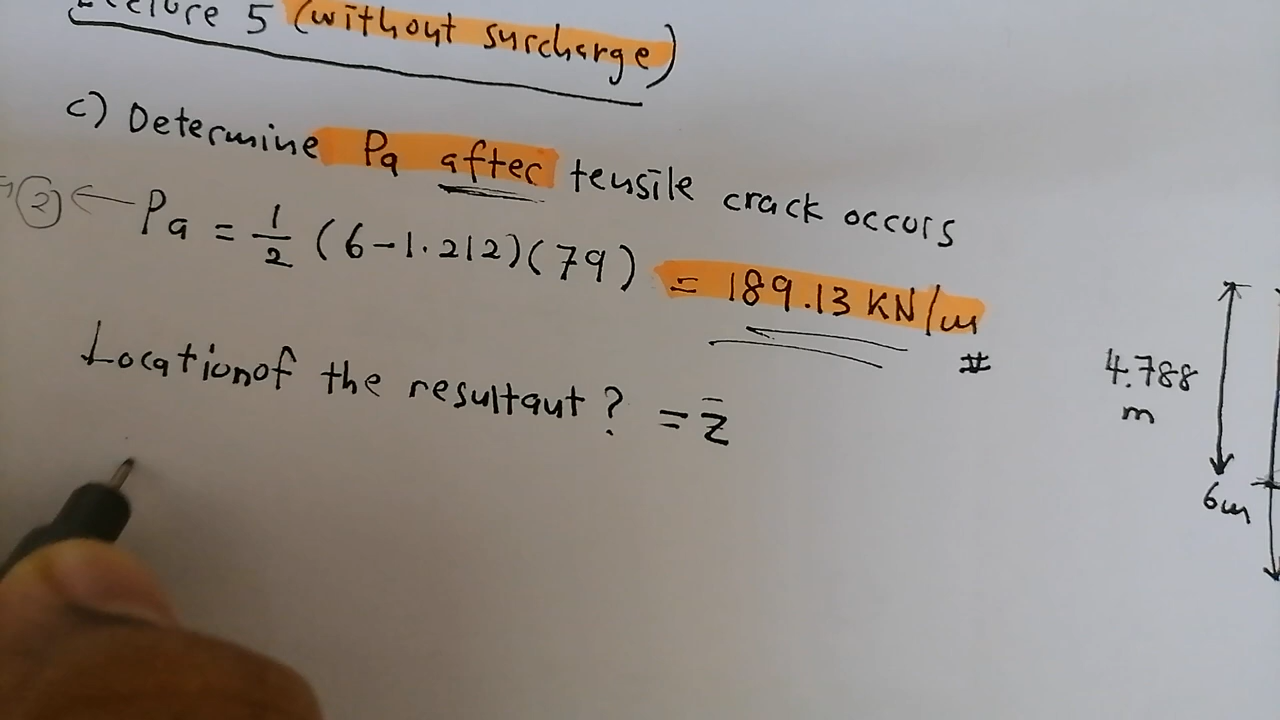 5 (without surcharge)
c) Determine Pa after tensile crack occurs
2 ← Pa = 1/2 (6-1.212)(79) = 189.13 KN/m
#
Location of the resultant? = z̄
4.788
m
6m